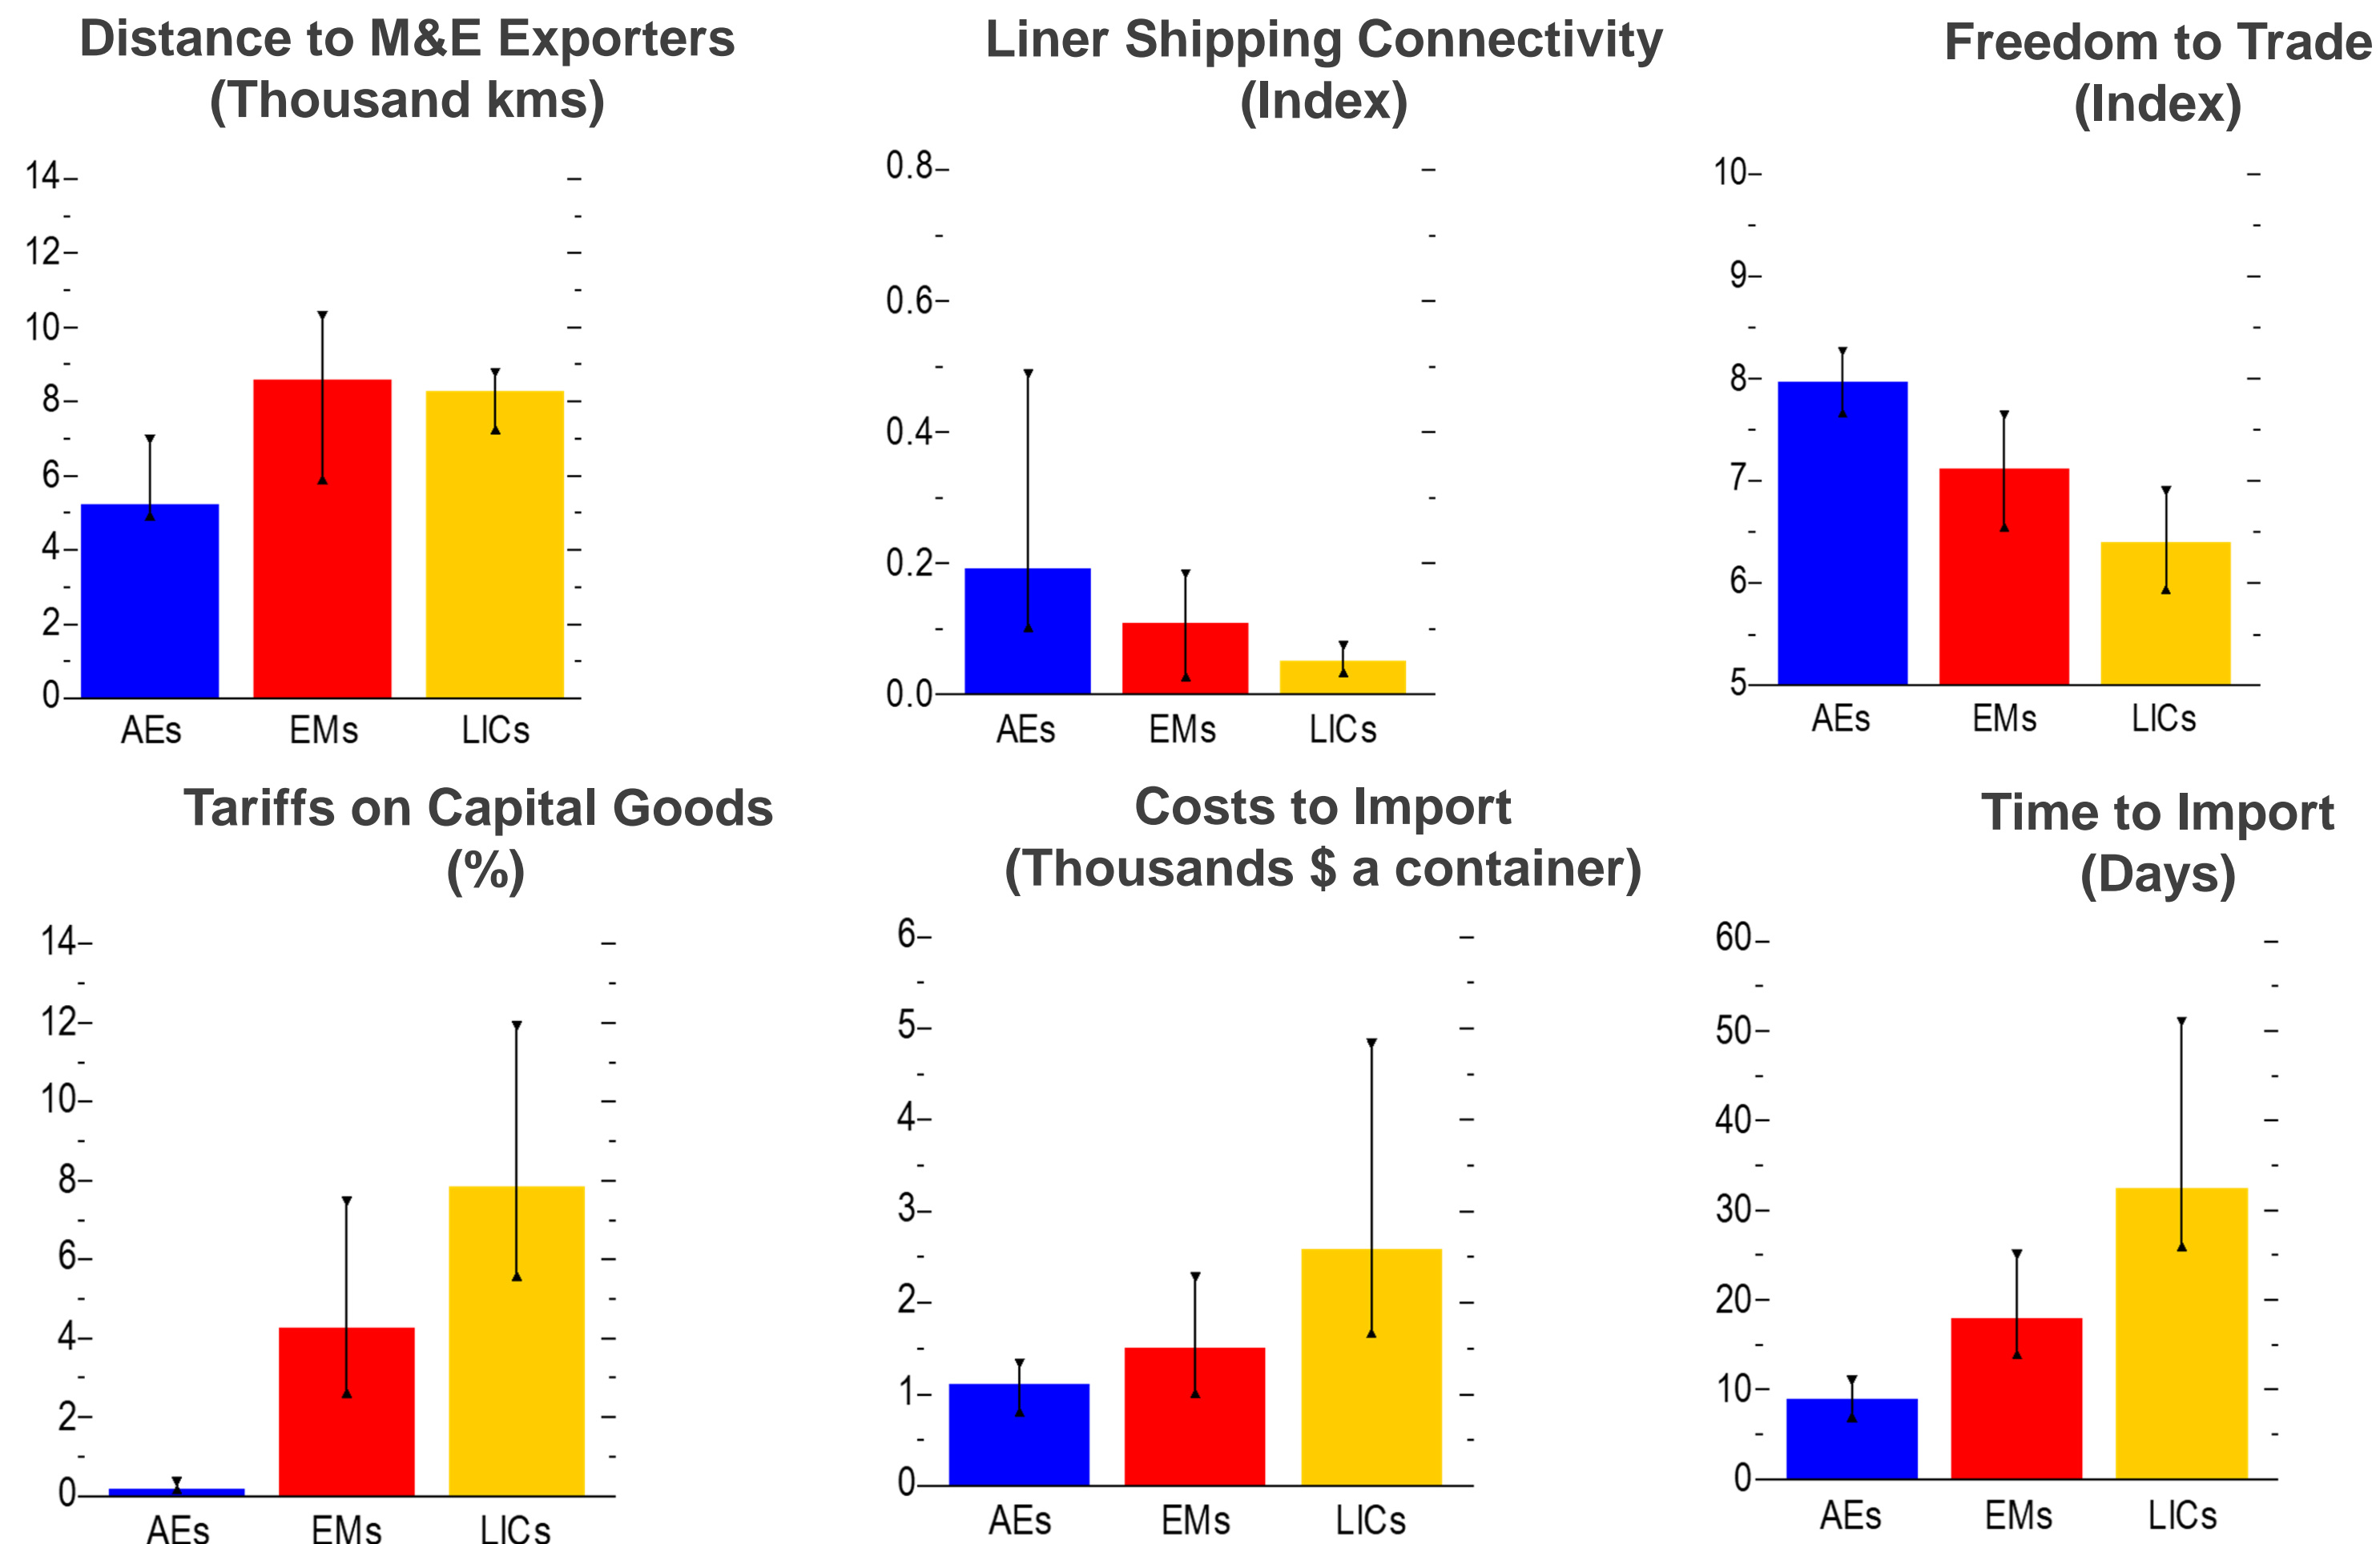 Distance to M&E Exporters
(Thousand kms)
14
12
10
8
6
4
2
0
AEs EMs LICs
Liner Shipping Connectivity
(Index)
0.8
0.6
0.4
0.2
0.0
AEs EMs LICs
Freedom to Trade
(Index)
10
9
8
7
6
5
AEs EMs LICs
Tariffs on Capital Goods
(%)
14
12
10
8
6
4
2
0
AEs EMs LICs
Costs to Import
(Thousands $ a container)
6
5
4
3
2
1
0
AEs EMs LICs
Time to Import
(Days)
60
50
40
30
20
10
0
AEs EMs LICs